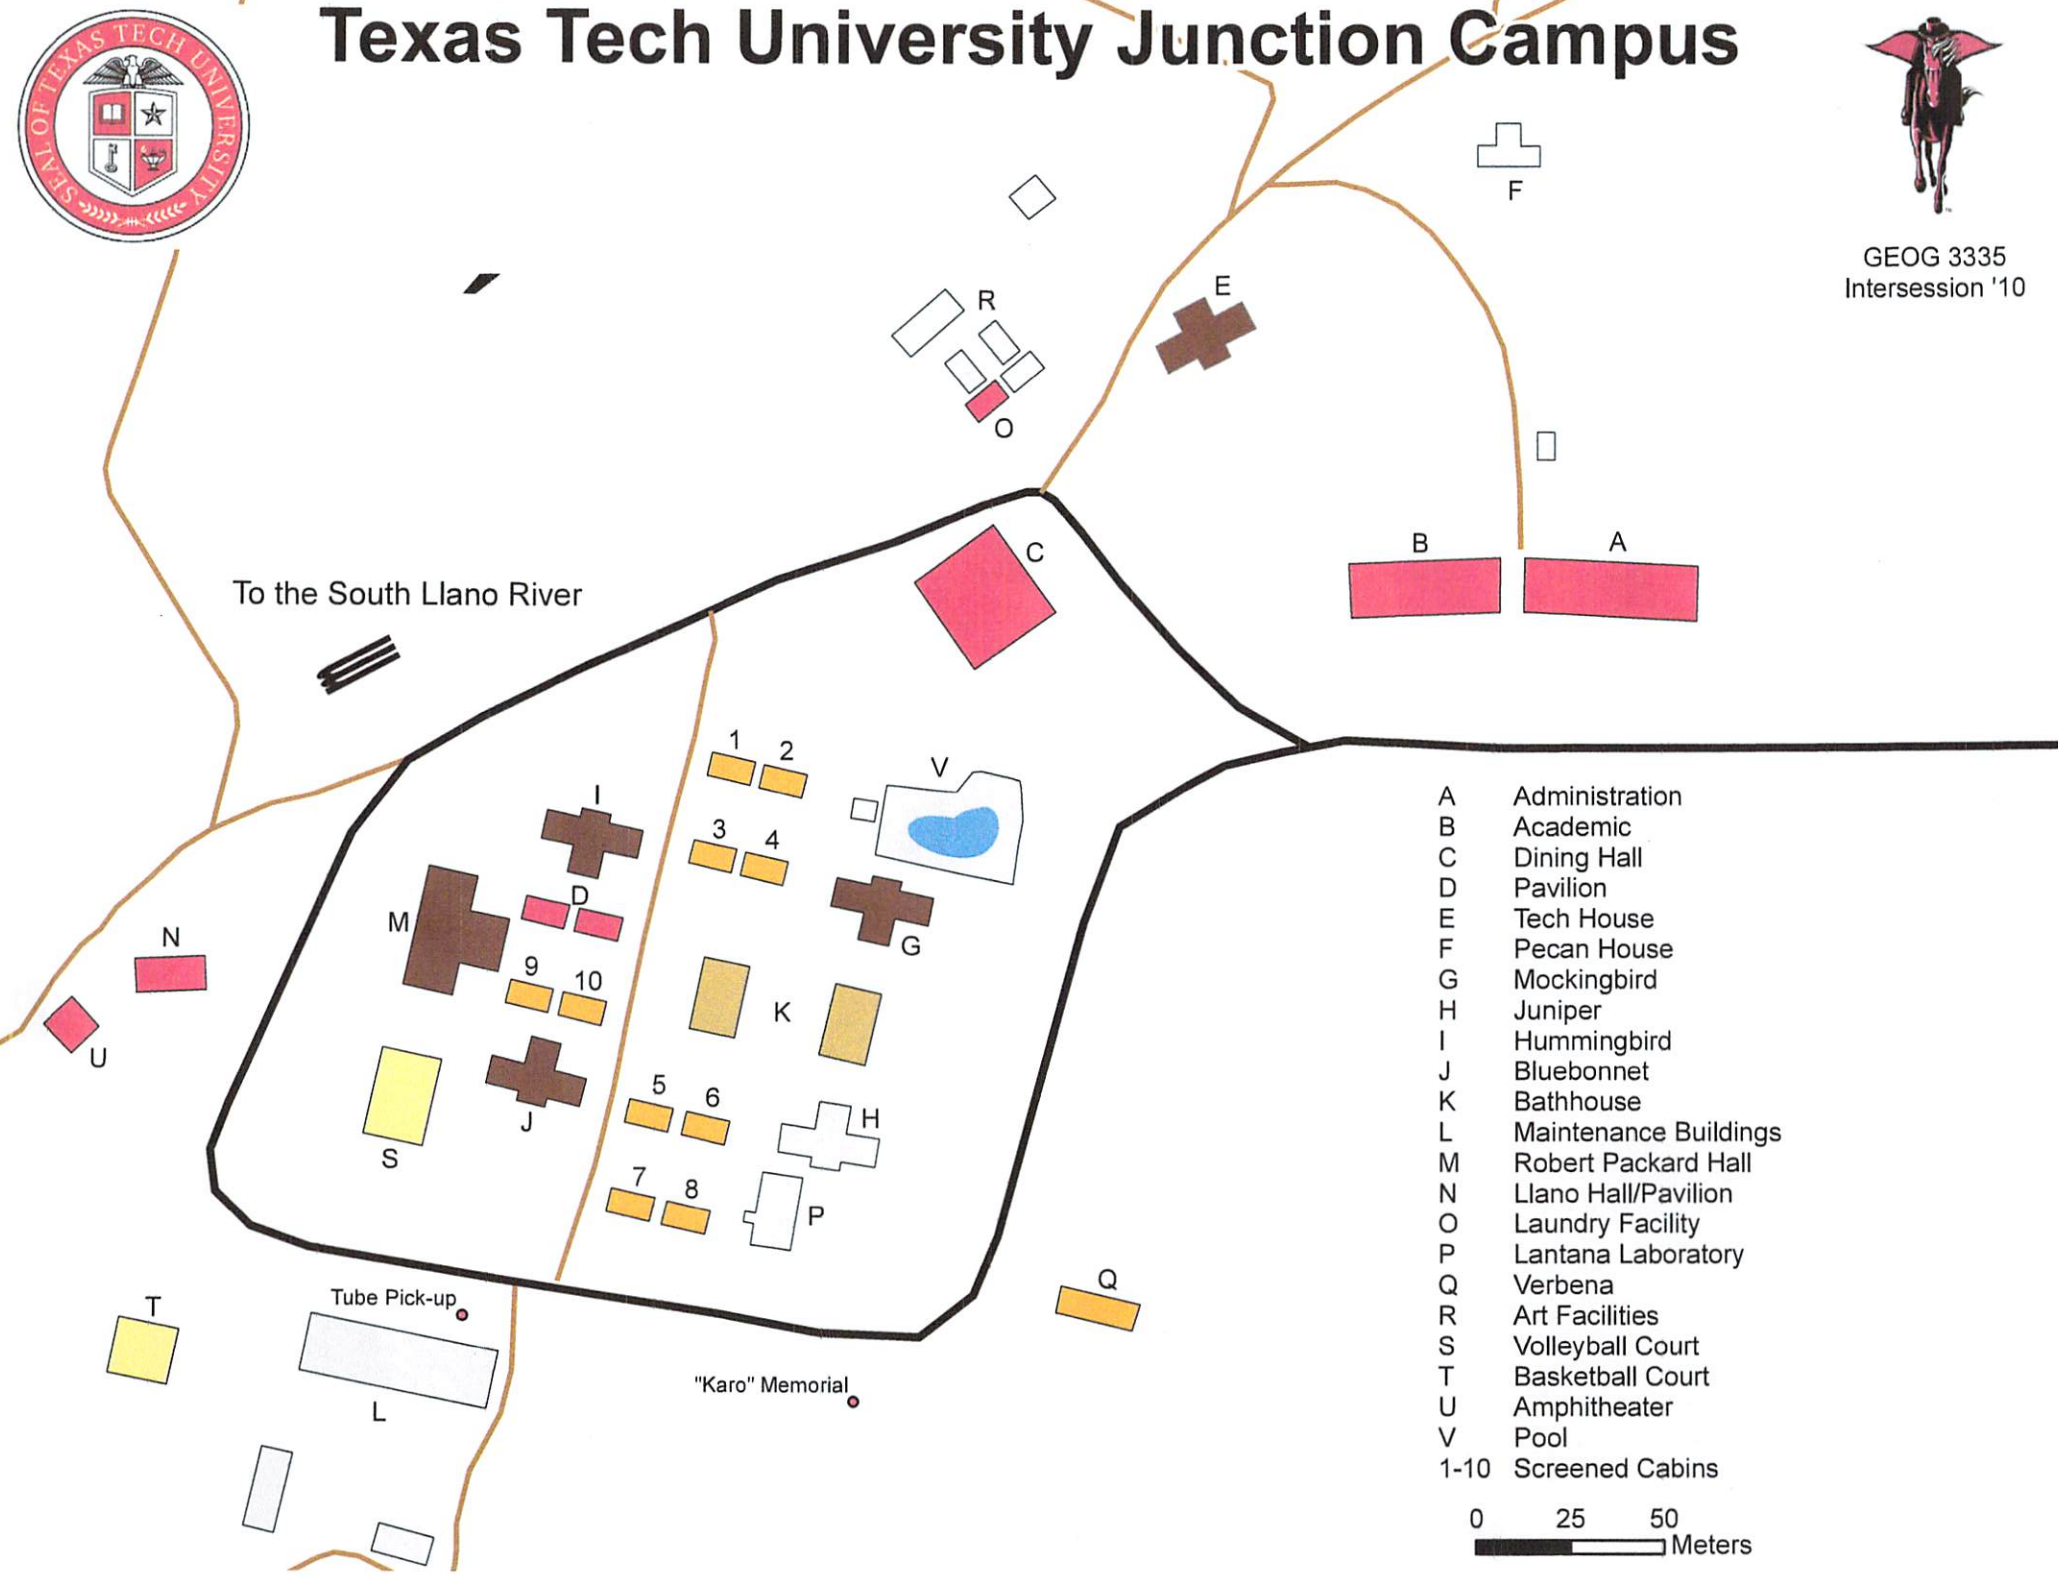 Texas Tech University Junction Campus
SEAL OF TEXAS TECH UNIVERSITY
F
GEOG 3335
Intersession '10
E
R
O
C
B
A
To the South Llano River
1
2
V
I
3
4
D
M
G
N
9
10
K
U
5
6
H
J
S
7
8
P
Q
Tube Pick-up
T
"Karo" Memorial
L
A Administration
B Academic
C Dining Hall
D Pavilion
E Tech House
F Pecan House
G Mockingbird
H Juniper
I Hummingbird
J Bluebonnet
K Bathhouse
L Maintenance Buildings
M Robert Packard Hall
N Llano Hall/Pavilion
O Laundry Facility
P Lantana Laboratory
Q Verbena
R Art Facilities
S Volleyball Court
T Basketball Court
U Amphitheater
V Pool
1-10 Screened Cabins
0 25 50
Meters